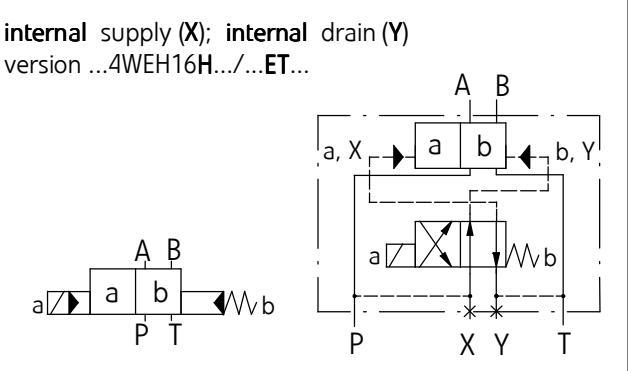 internal supply (X); internal drain (Y)
version ...4WEH16H.../...ET...
A B
a, X a b b, Y
a b
A B
a a b b
P T
P X Y T